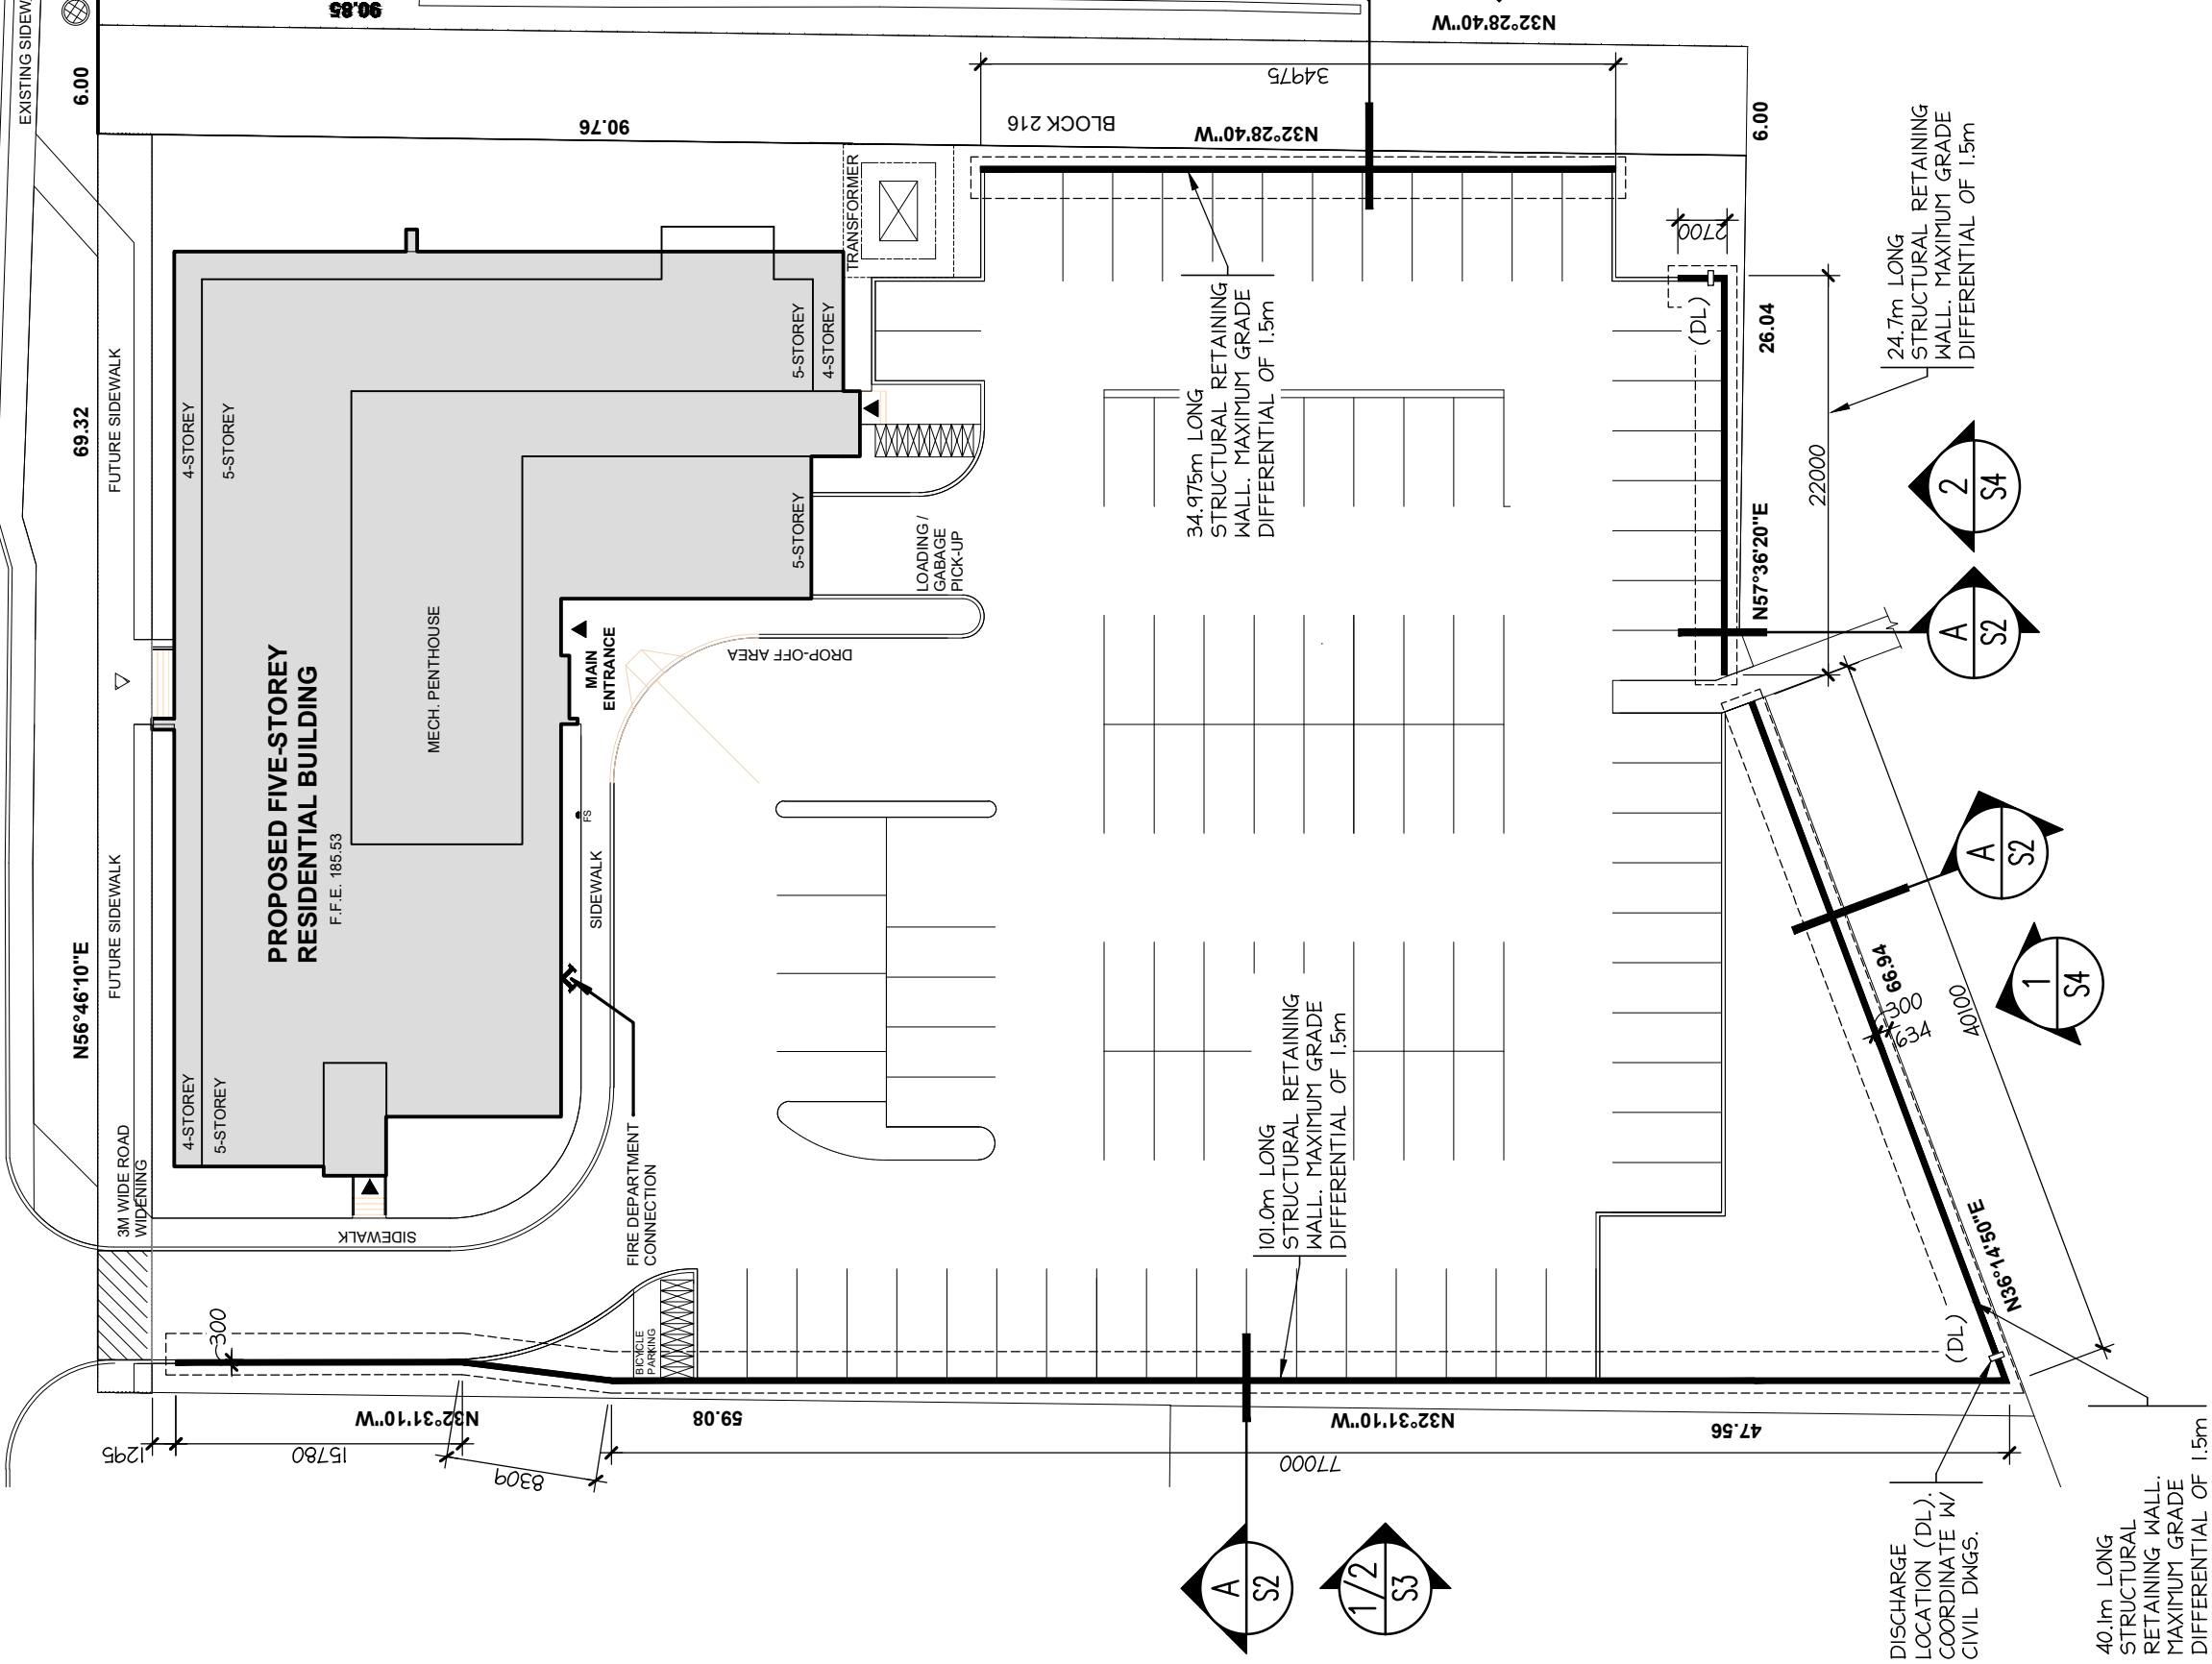 EXISTING SIDEW
90.85
N32°28'40"W
6.00
90.76
BLOCK 216
N32°28'40"W
34975
6.00
69.32
FUTURE SIDEWALK
4-STOREY
5-STOREY
5-STOREY
4-STOREY
TRANSFORMER
2700
(DL)
26.04
24.7m LONG
STRUCTURAL RETAINING
WALL. MAXIMUM GRADE
DIFFERENTIAL OF 1.5m
34.975m LONG
STRUCTURAL RETAINING
WALL. MAXIMUM GRADE
DIFFERENTIAL OF 1.5m
5-STOREY
LOADING /
GABAGE
PICK-UP
22000
2
S4
N57°36'20"E
A
S2
PROPOSED FIVE-STOREY
RESIDENTIAL BUILDING
F.F.E. 185.53
MECH. PENTHOUSE
MAIN
ENTRANCE
DROP-OFF AREA
FS
SIDEWALK
N56°46'10"E
FUTURE SIDEWALK
A
S2
66.94
300
634
40100
1
S4
4-STOREY
5-STOREY
3M WIDE ROAD
WIDENING
SIDEWALK
FIRE DEPARTMENT
CONNECTION
101.0m LONG
STRUCTURAL RETAINING
WALL. MAXIMUM GRADE
DIFFERENTIAL OF 1.5m
N36°14'50"E
(DL)
300
BICYCLE
PARKING
1295
15780
N32°31'10"W
8309
59.08
77000
N32°31'10"W
47.56
A
S2
1/2
S3
DISCHARGE
LOCATION (DL).
COORDINATE W/
CIVIL DWGS.
40.1m LONG
STRUCTURAL
RETAINING WALL.
MAXIMUM GRADE
DIFFERENTIAL OF 1.5m